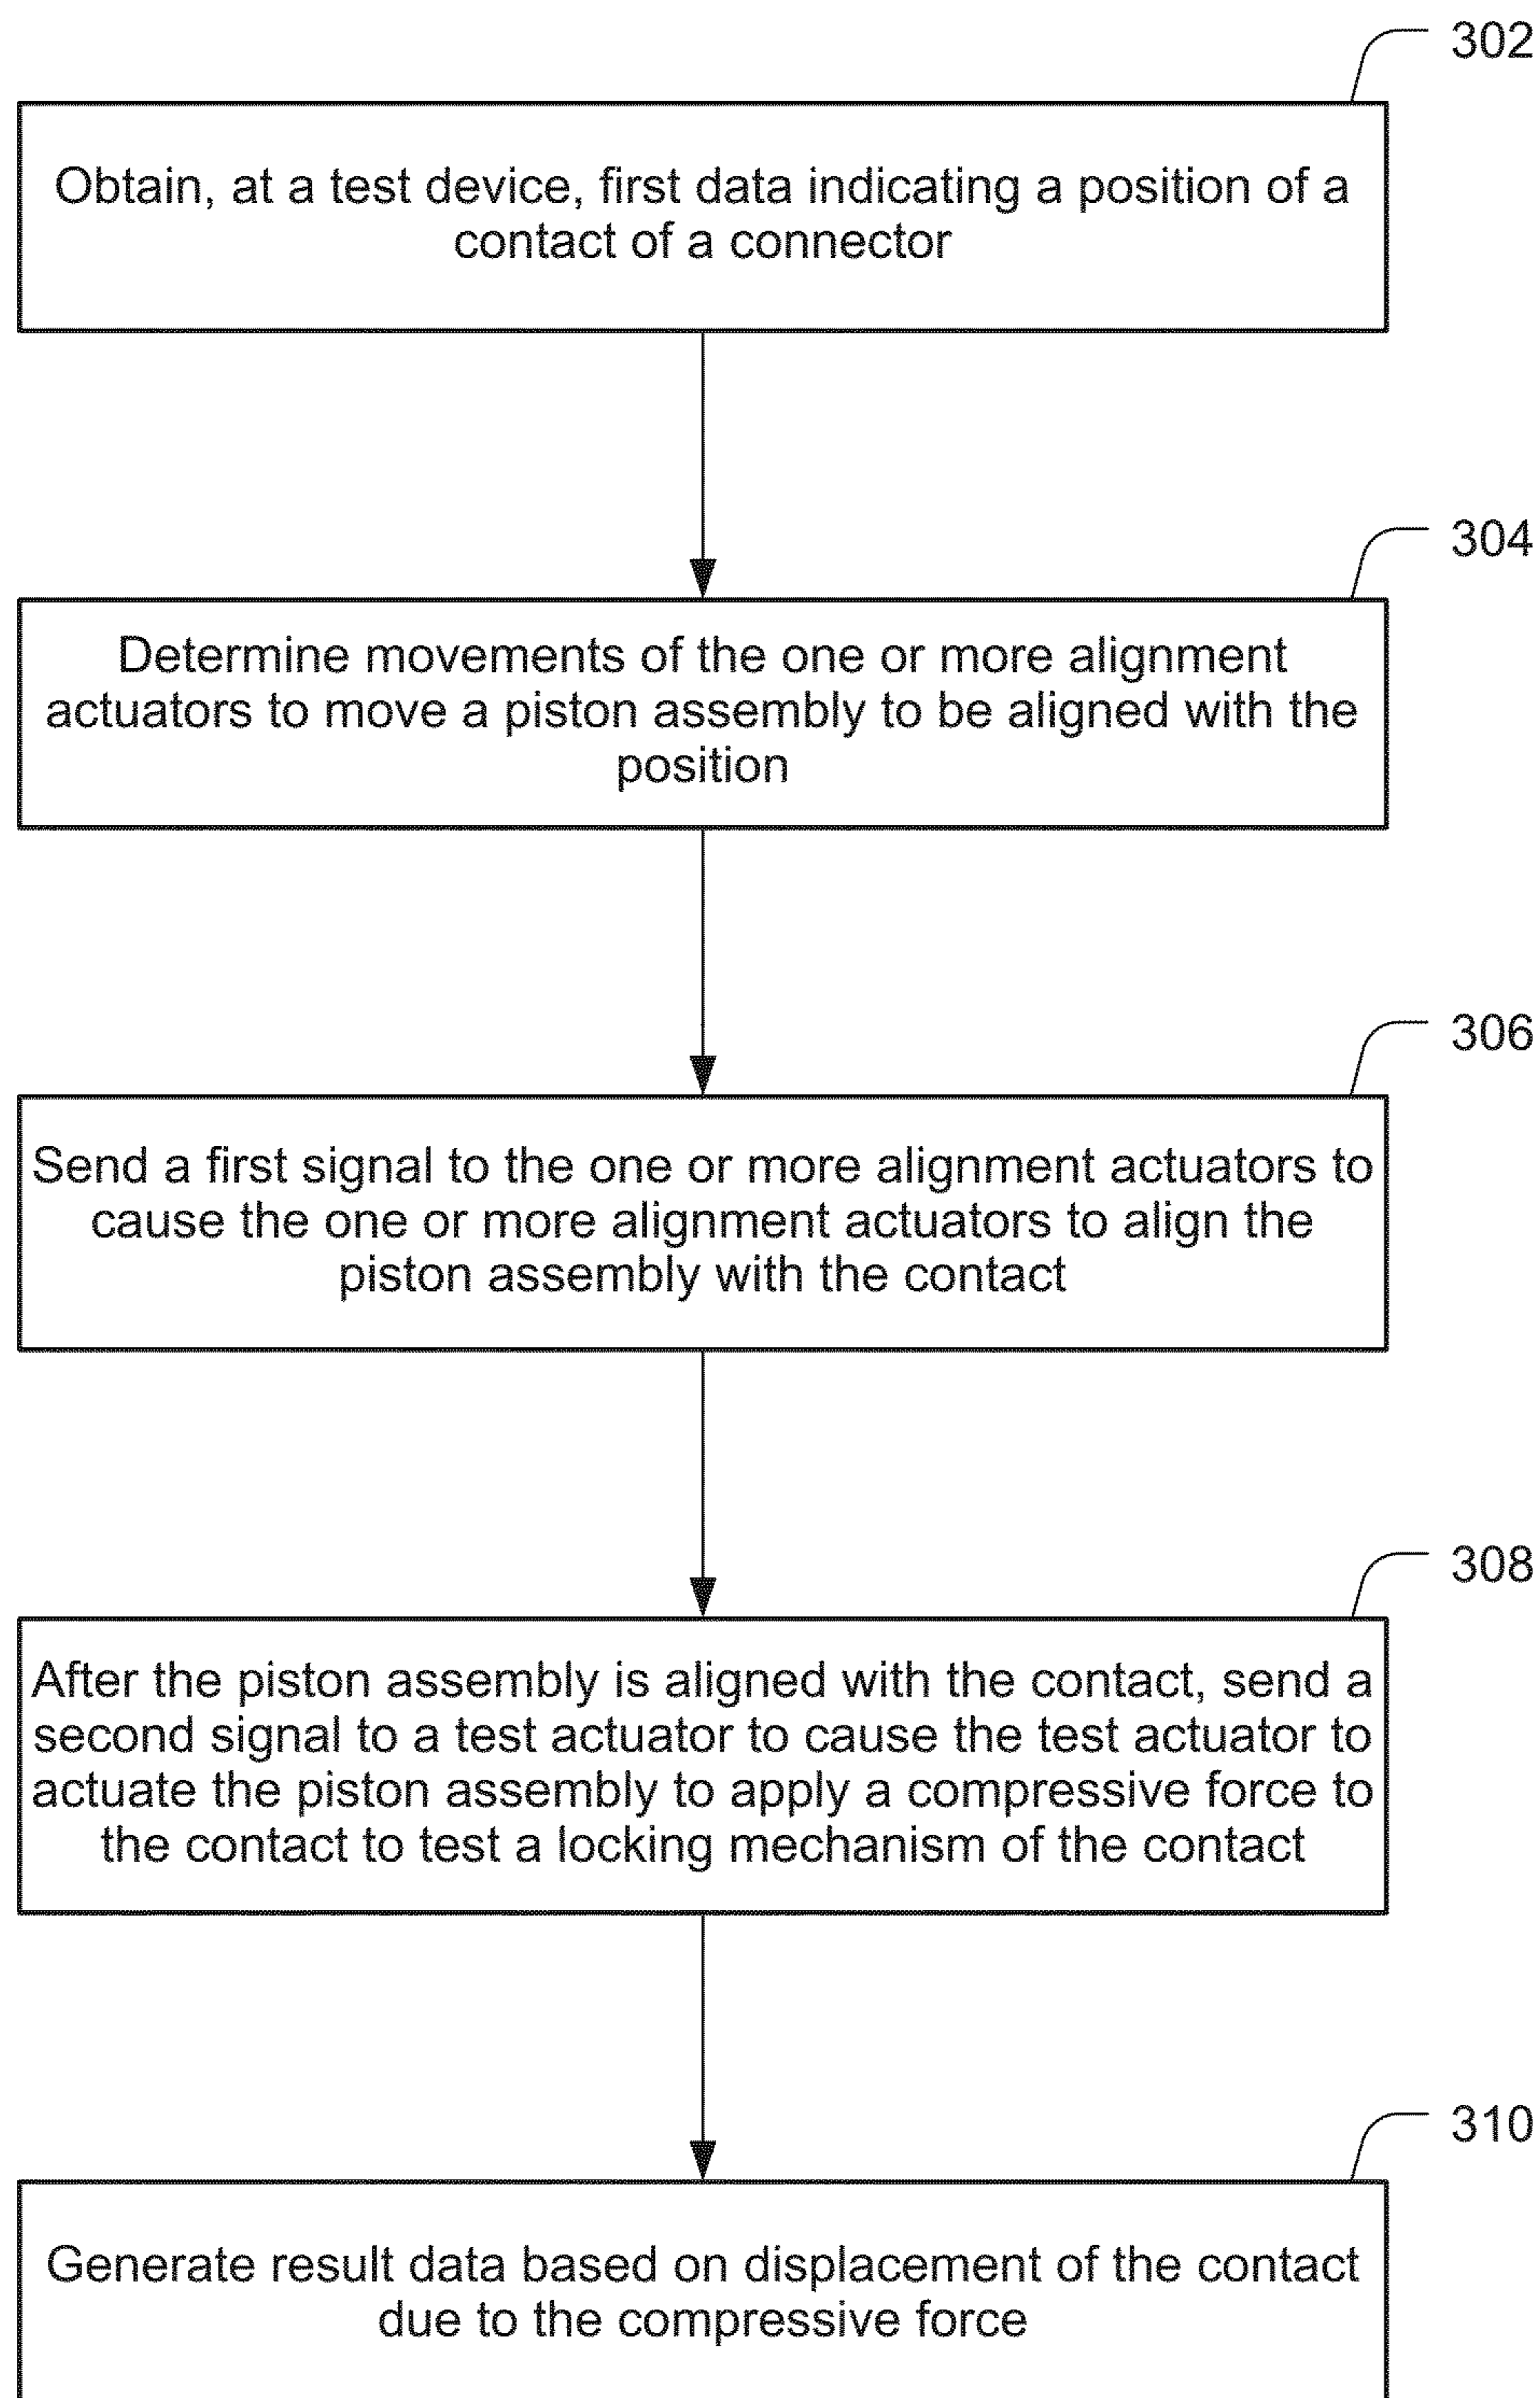 302
Obtain, at a test device, first data indicating a position of a
contact of a connector
304
Determine movements of the one or more alignment
actuators to move a piston assembly to be aligned with the
position
306
Send a first signal to the one or more alignment actuators to
cause the one or more alignment actuators to align the
piston assembly with the contact
308
After the piston assembly is aligned with the contact, send a
second signal to a test actuator to cause the test actuator to
actuate the piston assembly to apply a compressive force to
the contact to test a locking mechanism of the contact
310
Generate result data based on displacement of the contact
due to the compressive force